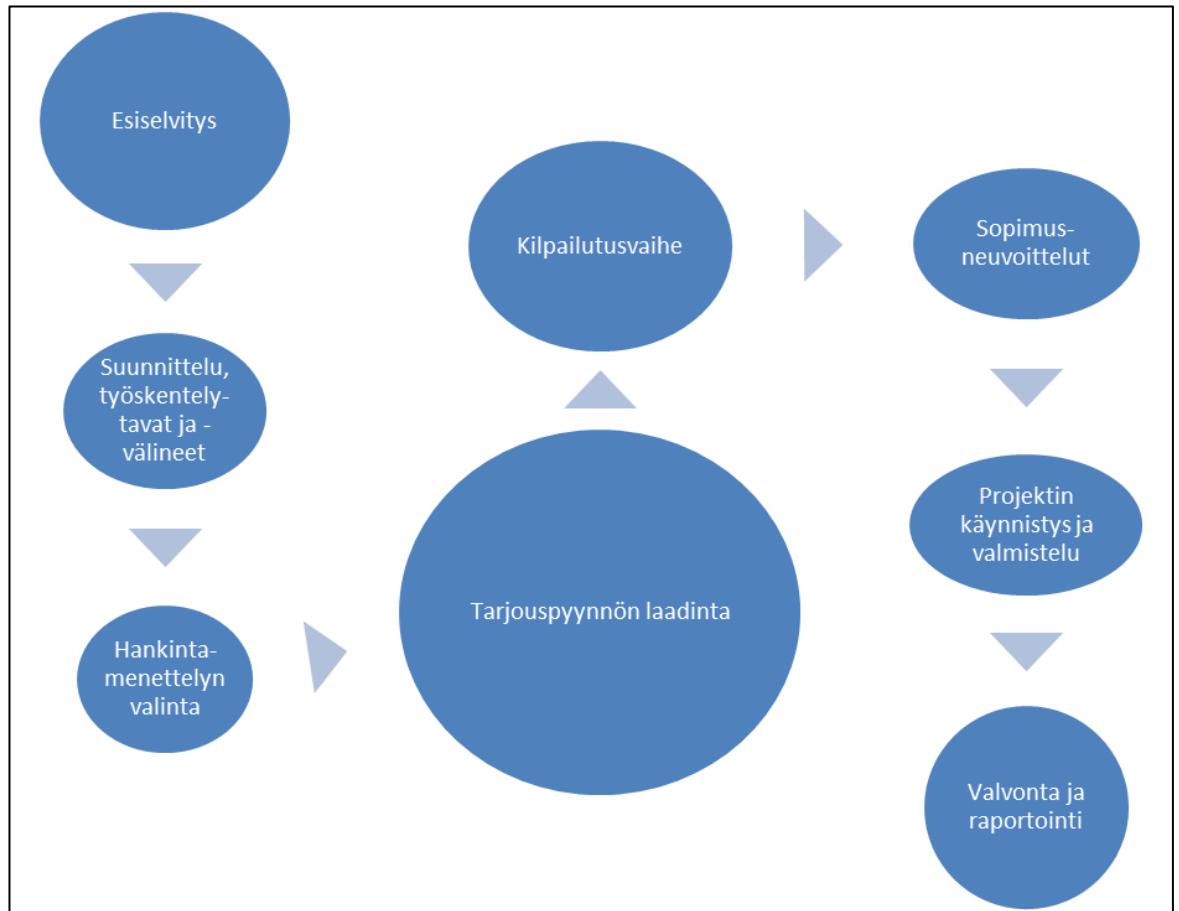 Esiselvitys
Suunnittelu,
työskentely-
tavat ja -
välineet
Hankinta-
menettelyn
valinta
Tarjouspyynnön laadinta
Kilpailutusvaihe
Sopimus-
neuvottelut
Projektin
käynnistys ja
valmistelu
Valvonta ja
raportointi